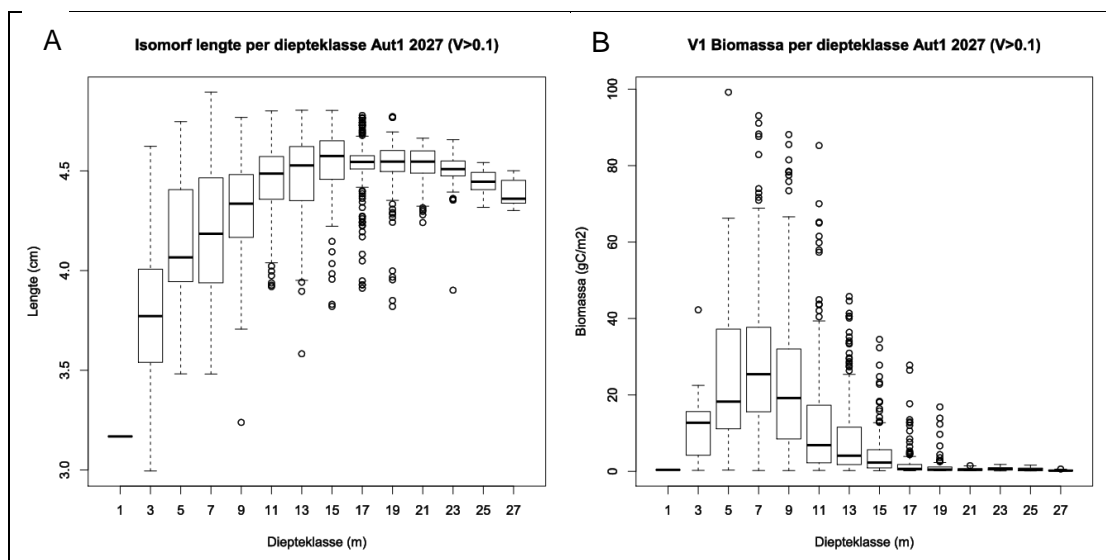 A
Isomorf lengte per diepteklasse Aut1 2027 (V>0.1)
Lengte (cm)
4.5
4.0
3.5
3.0
1 3 5 7 9 11 13 15 17 19 21 23 25 27
Diepteklasse (m)
B
V1 Biomassa per diepteklasse Aut1 2027 (V>0.1)
Biomassa (gC/m2)
100
80
60
40
20
0
1 3 5 7 9 11 13 15 17 19 21 23 25 27
Diepteklasse (m)